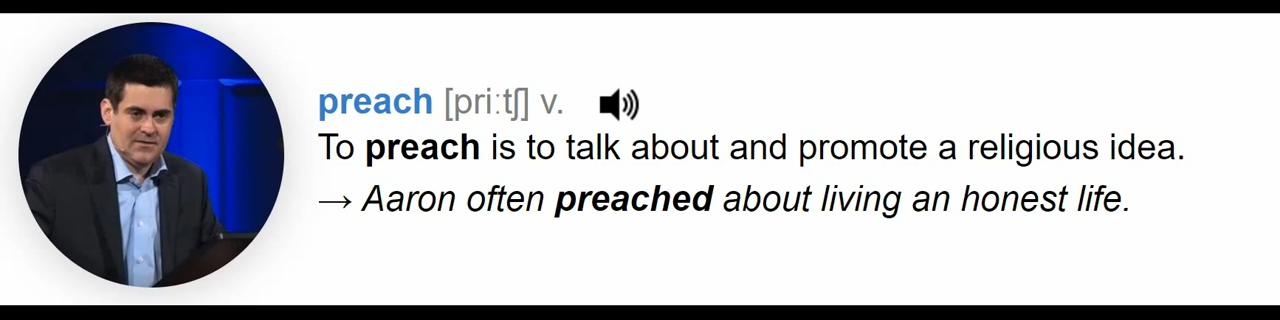 preach [priːtʃ] v.
To preach is to talk about and promote a religious idea.
→ Aaron often preached about living an honest life.